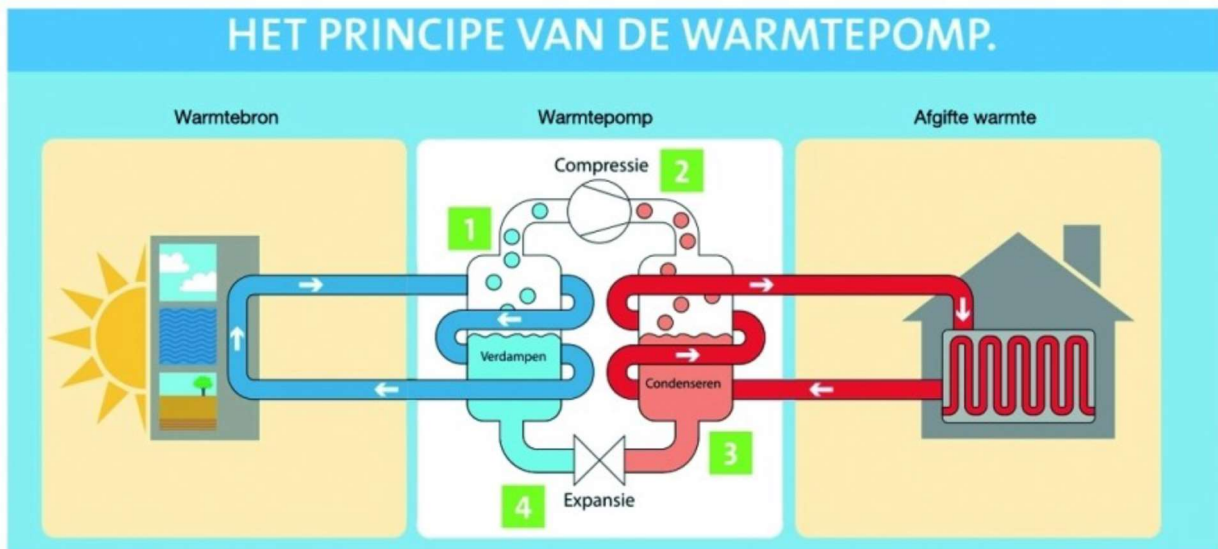 HET PRINCIPE VAN DE WARMTEPOMP.
Warmtebron
Warmtepomp
Afgifte warmte
Compressie
2
1
Verdampen
Condenseren
3
4
Expansie